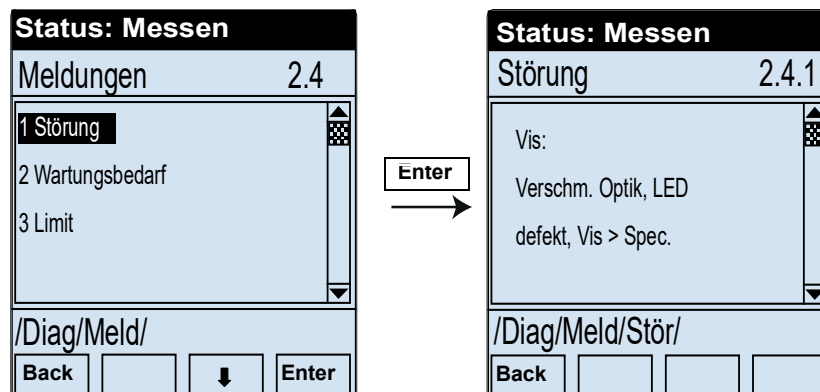 Status: Messen
Meldungen 2.4
1 Störung
2 Wartungsbedarf
3 Limit
/Diag/Meld/
Back Enter
Enter
Status: Messen
Störung 2.4.1
Vis:
Verschm. Optik, LED
defekt, Vis > Spec.
/Diag/Meld/Stör/
Back